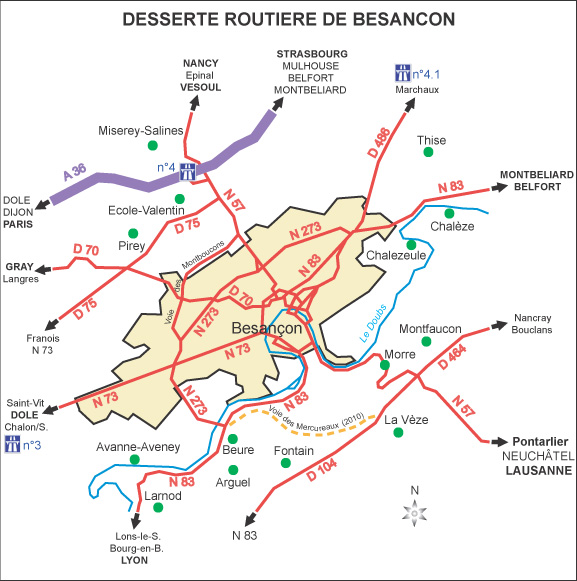 DESSERTE ROUTIERE DE BESANCON
NANCY
Epinal
VESOUL
STRASBOURG
MULHOUSE
BELFORT
MONTBELIARD
n°4.1
Marchaux
Miserey-Salines
Thise
D 486
n°4
A 36
MONTBELIARD
BELFORT
N 83
DOLE
DIJON
PARIS
Ecole-Valentin
N 57
D 75
Chalèze
Pirey
N 273
Chalezeule
D 70
Montboucons
GRAY
Langres
N 83
D 75
des
D 70
Voie
N 273
Besançon
Le Doubs
Nancray
Bouclans
Franois
N 73
Montfaucon
N 73
Morre
D 464
Saint-Vit
DOLE
Chalon/S.
N 73
N 273
N 83
N 57
n°3
Voie des Mercureaux (2010)
La Vèze
Pontarlier
NEUCHÂTEL
LAUSANNE
Avanne-Aveney
Beure
Fontain
N 83
Arguel
D 104
Larnod
N
Lons-le-S.
Bourg-en-B.
LYON
N 83